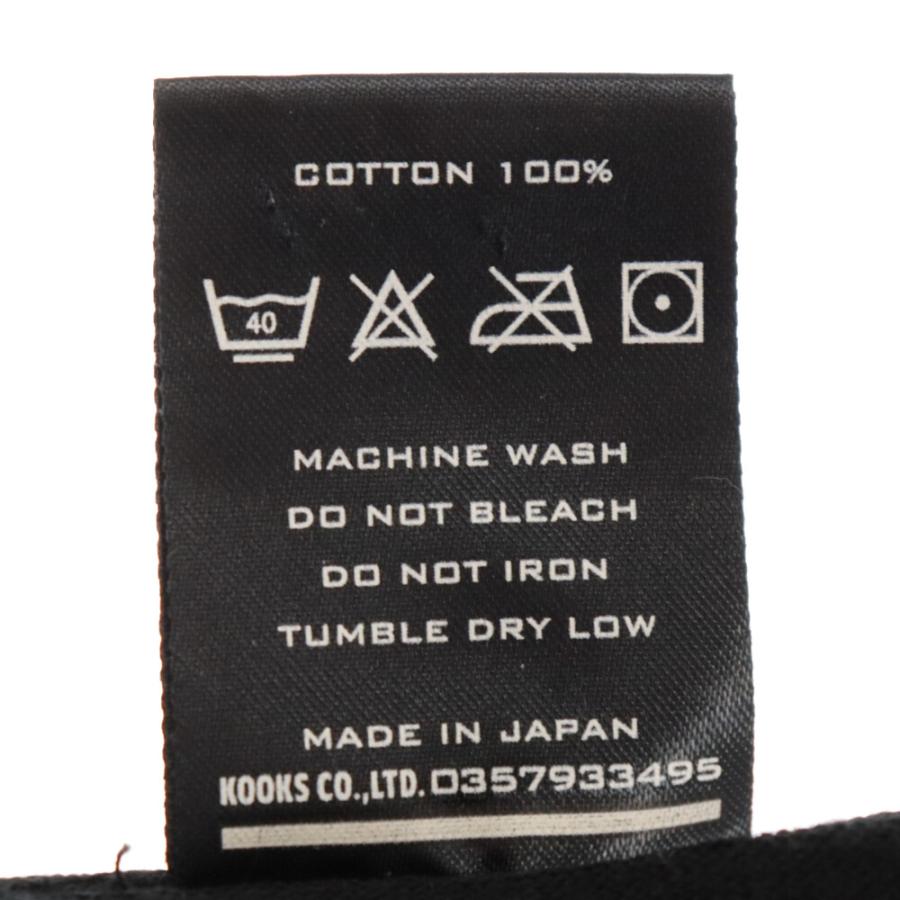 COTTON 100%
40
MACHINE WASH
DO NOT BLEACH
DO NOT IRON
TUMBLE DRY LOW
MADE IN JAPAN
KOOKS CO.,LTD. 0357933495